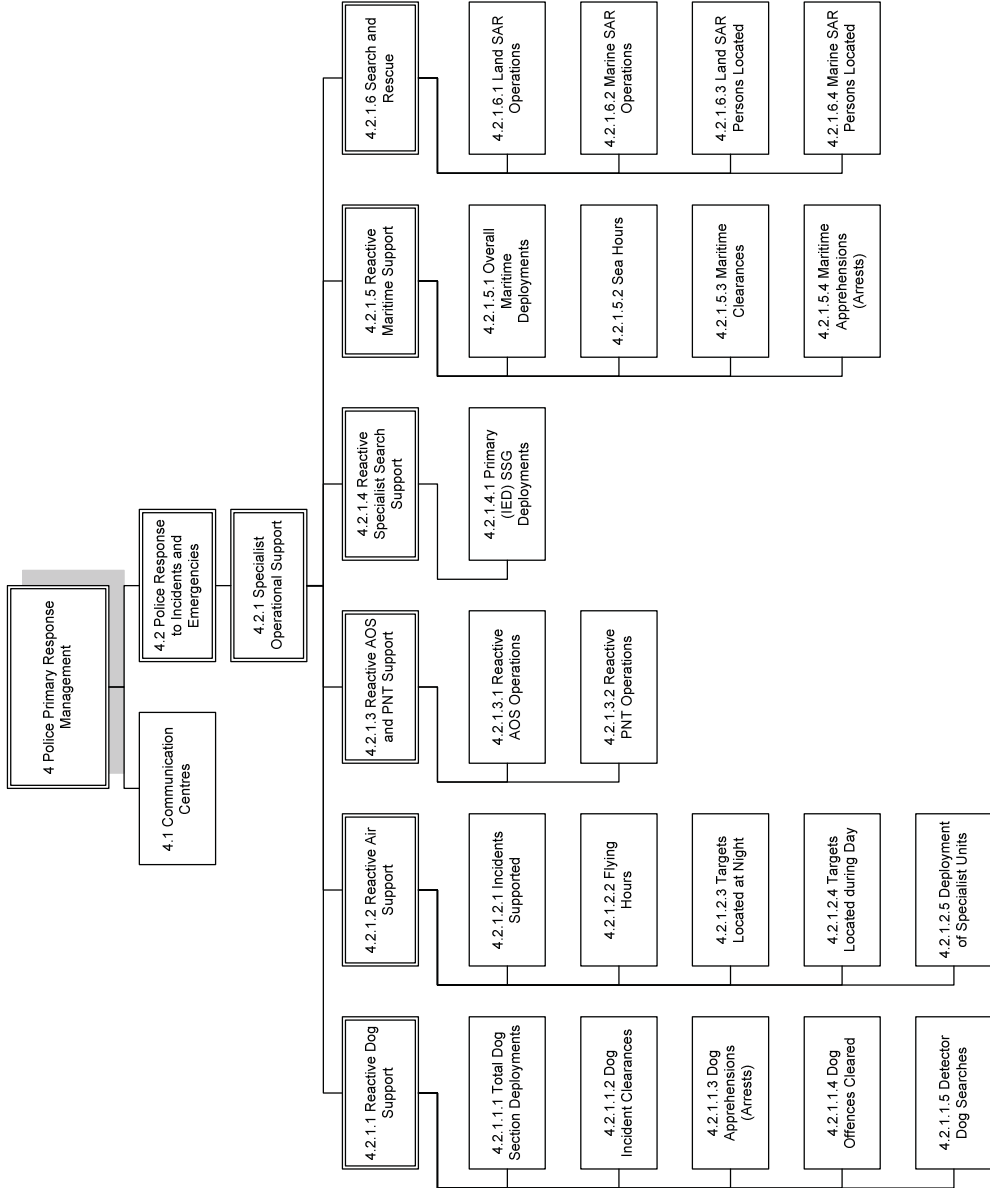 4 Police Primary Response
Management
4.1 Communication
Centres
4.2 Police Response
to Incidents and
Emergencies
4.2.1 Specialist
Operational Support
4.2.1.1 Reactive Dog
Support
4.2.1.1.1 Total Dog
Section Deployments
4.2.1.1.2 Dog
Incident Clearances
4.2.1.1.3 Dog
Apprehensions
(Arrests)
4.2.1.1.4 Dog
Offences Cleared
4.2.1.1.5 Detector
Dog Searches
4.2.1.2 Reactive Air
Support
4.2.1.2.1 Incidents
Supported
4.2.1.2.2 Flying
Hours
4.2.1.2.3 Targets
Located at Night
4.2.1.2.4 Targets
Located during Day
4.2.1.2.5 Deployment
of Specialist Units
4.2.1.3 Reactive AOS
and PNT Support
4.2.1.3.1 Reactive
AOS Operations
4.2.1.3.2 Reactive
PNT Operations
4.2.1.4 Reactive
Specialist Search
Support
4.2.1.4.1 Primary
(IED) SSG
Deployments
4.2.1.5 Reactive
Maritime Support
4.2.1.5.1 Overall
Maritime
Deployments
4.2.1.5.2 Sea Hours
4.2.1.5.3 Maritime
Clearances
4.2.1.5.4 Maritime
Apprehensions
(Arrests)
4.2.1.6 Search and
Rescue
4.2.1.6.1 Land SAR
Operations
4.2.1.6.2 Marine SAR
Operations
4.2.1.6.3 Land SAR
Persons Located
4.2.1.6.4 Marine SAR
Persons Located